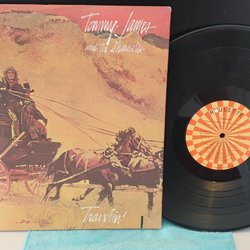 Tommy James
and the Shondells
Travelin'